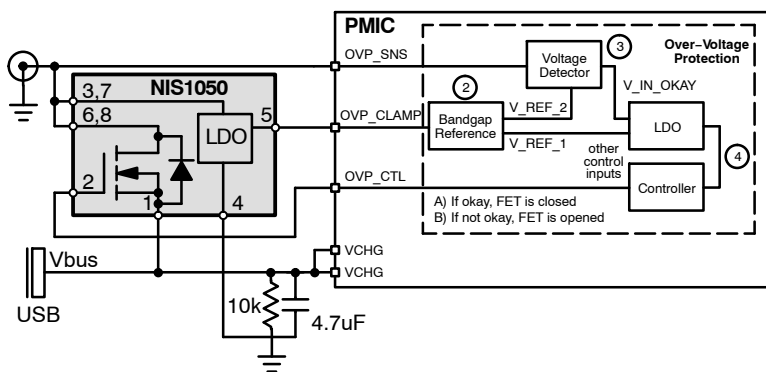 PMIC
OVP_SNS
Voltage
Detector
3
Over–Voltage
Protection
NIS1050
3,7
6,8
5
LDO
2
1
4
OVP_CLAMP
2
Bandgap
Reference
V_REF_2
V_REF_1
V_IN_OKAY
LDO
other
control
inputs
4
OVP_CTL
Controller
A) If okay, FET is closed
B) If not okay, FET is opened
VCHG
VCHG
Vbus
USB
10k
4.7uF